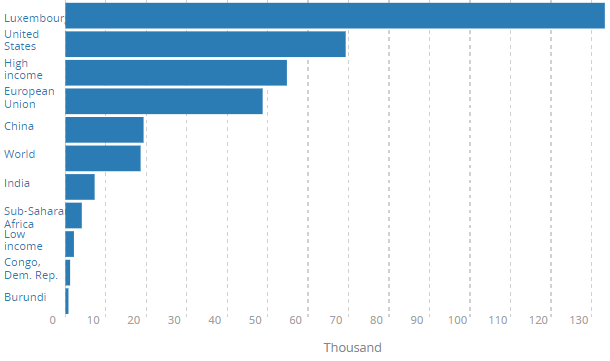 Luxembour
United
States
High
income
European
Union
China
World
India
Sub-Sahara
Africa
Low
income
Congo,
Dem. Rep.
Burundi
0 10 20 30 40 50 60 70 80 90 100 110 120 130
Thousand